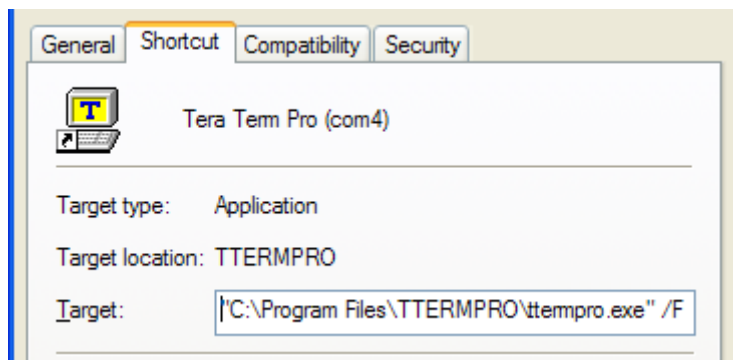 General Shortcut Compatibility Security
T
Tera Term Pro (com4)
Target type: Application
Target location: TTERMPRO
Target: "C:\Program Files\TTERMPRO\ttermpro.exe" /F